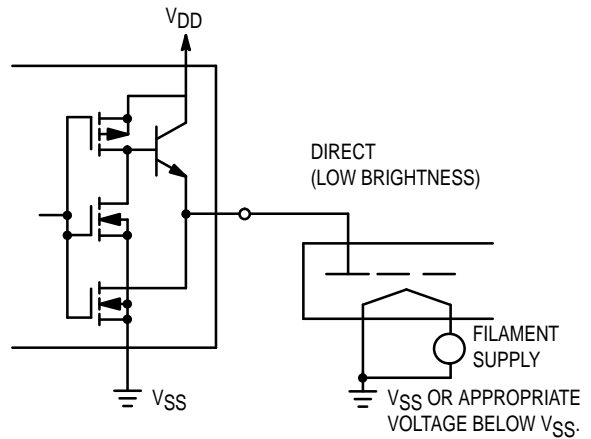 VDD
DIRECT
(LOW BRIGHTNESS)
FILAMENT
SUPPLY
VSS
VSS OR APPROPRIATE
VOLTAGE BELOW VSS.